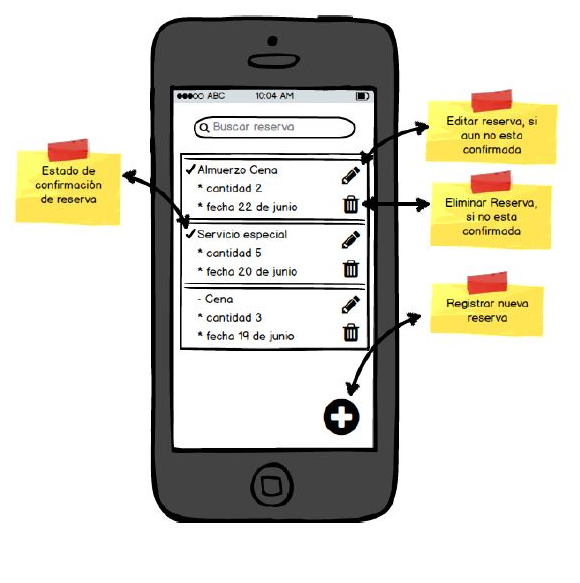 ABC 10:04 AM
Buscar reserva
Almuerzo Cena
* cantidad 2
* fecha 22 de junio
Servicio especial
* cantidad 5
* fecha 20 de junio
- Cena
* cantidad 3
* fecha 19 de junio
Estado de
confirmación
de reserva
Editar reserva, si
aun no esta
confirmada
Eliminar Reserva,
si no esta
confirmada
Registrar nueva
reserva